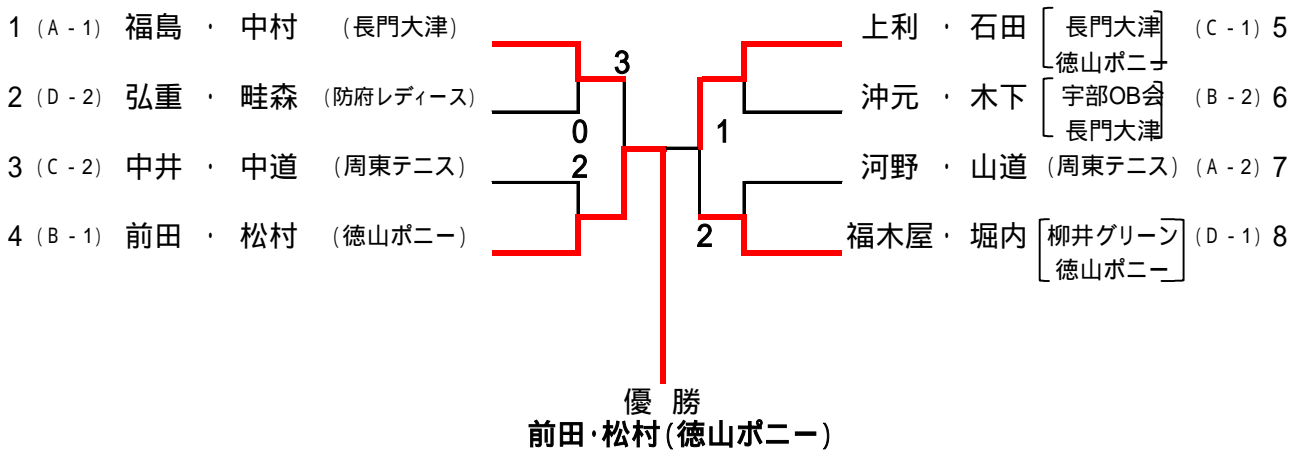 1 (A-1) 福島 · 中村 (長門大津)
2 (D-2) 弘重 · 畦森 (防府レディース)
3 (C-2) 中井 · 中道 (周東テニス)
4 (B-1) 前田 · 松村 (徳山ポニー)
3
0
2
1
2
上利 · 石田 [長門大津] (C-1) 5
[徳山ポニー]
沖元 · 木下 [宇部OB会] (B-2) 6
[長門大津]
河野 · 山道 (周東テニス) (A-2) 7
福木屋 · 堀内 [柳井グリーン] (D-1) 8
[徳山ポニー]
優 勝
前田·松村(徳山ポニー)